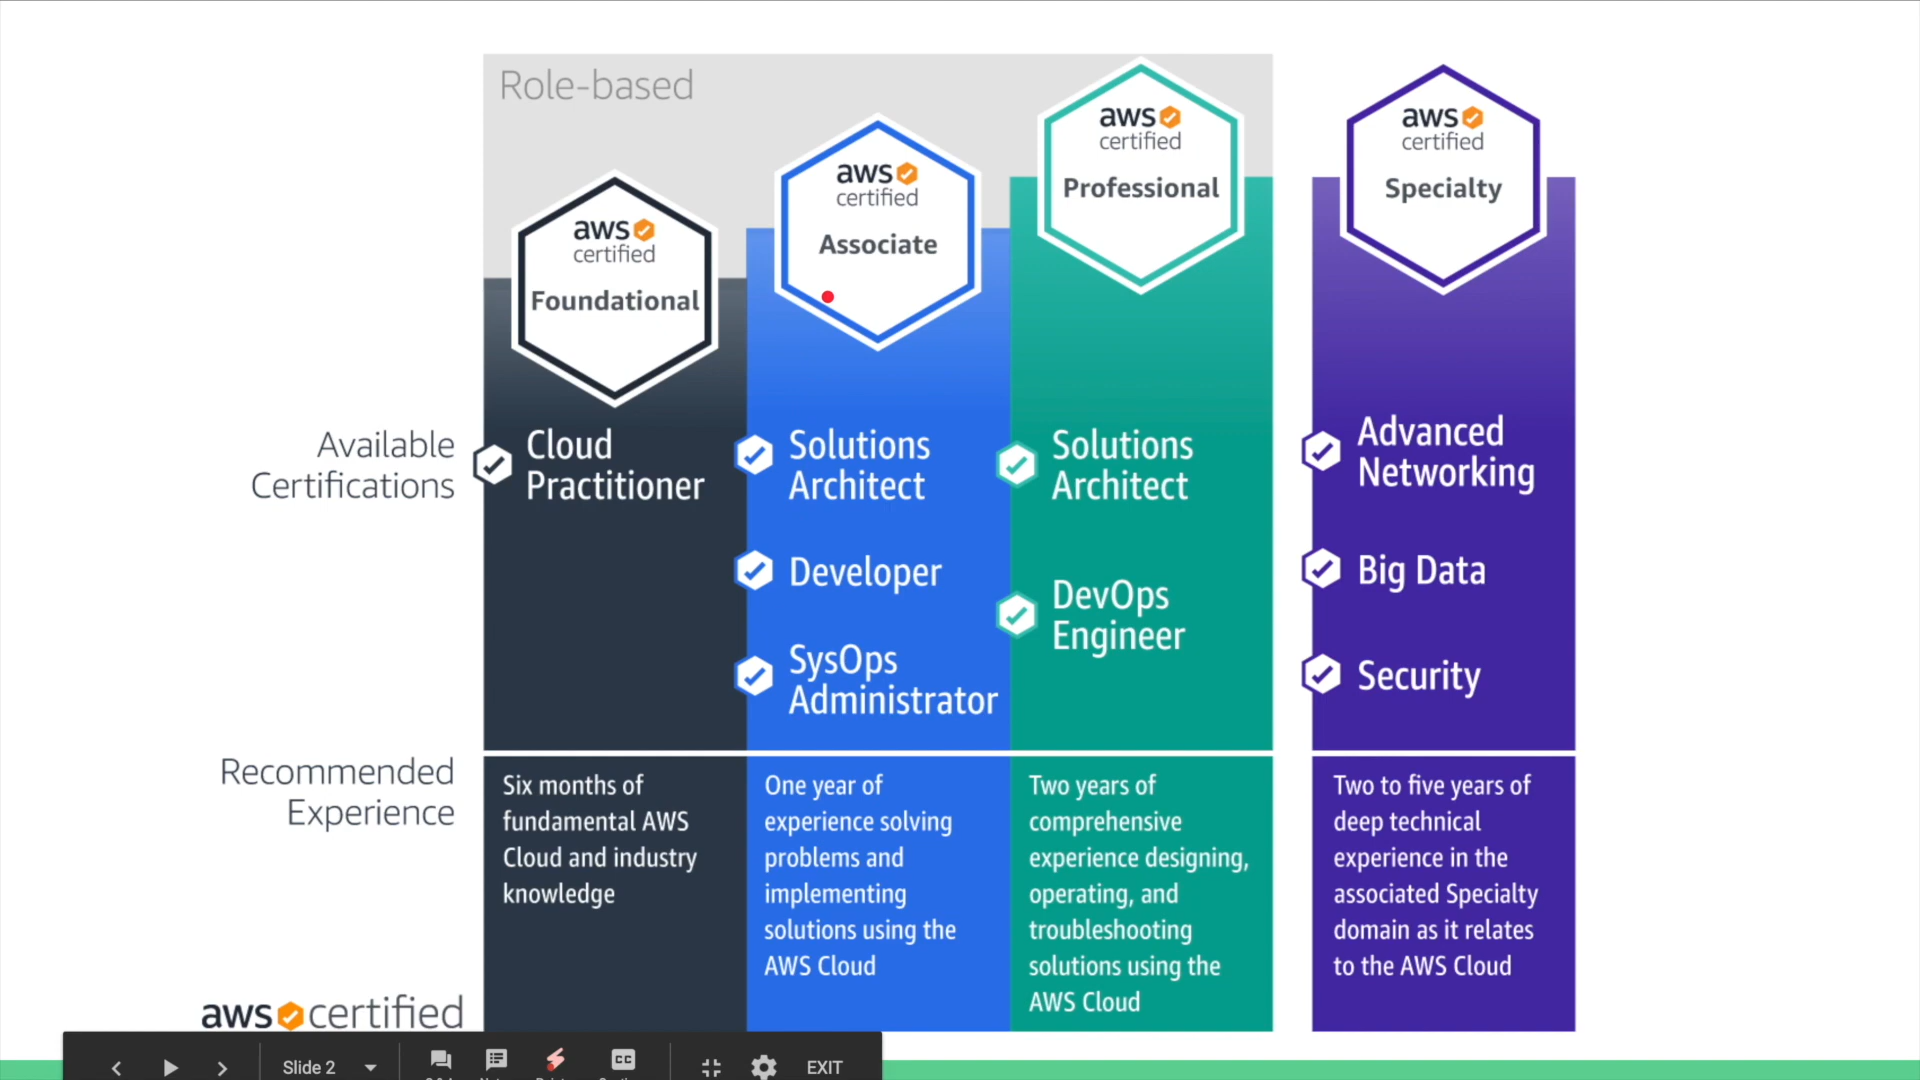 Role-based
aws
certified
Foundational
aws
certified
Associate
aws
certified
Professional
aws
certified
Specialty
Available
Certifications
Cloud
Practitioner
Solutions
Architect
Developer
SysOps
Administrator
Solutions
Architect
DevOps
Engineer
Advanced
Networking
Big Data
Security
Recommended
Experience
Six months of
fundamental AWS
Cloud and industry
knowledge
One year of
experience solving
problems and
implementing
solutions using the
AWS Cloud
Two years of
comprehensive
experience designing,
operating, and
troubleshooting
solutions using the
AWS Cloud
Two to five years of
deep technical
experience in the
associated Specialty
domain as it relates
to the AWS Cloud
aws certified
Slide 2
CC
EXIT